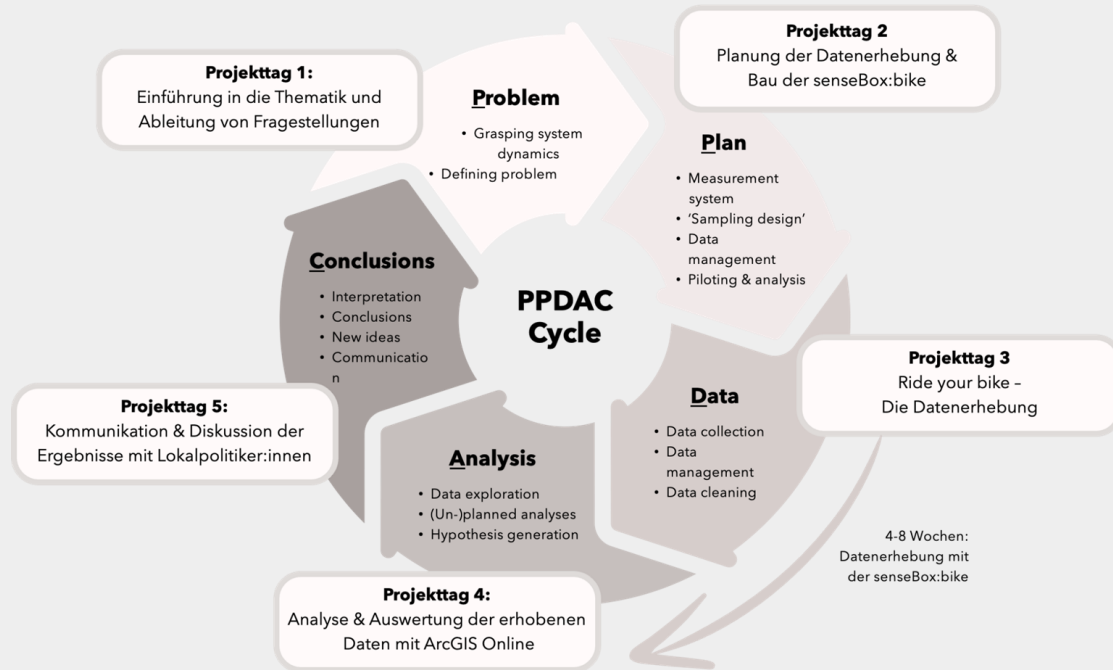 Projekttag 1:
Einführung in die Thematik und
Ableitung von Fragestellungen
Problem
• Grasping system
dynamics
• Defining problem
Projekttag 2
Planung der Datenerhebung &
Bau der senseBox:bike
Plan
• Measurement
system
• ‘Sampling design’
• Data
management
• Piloting & analysis
PPDAC
Cycle
Projekttag 3
Ride your bike –
Die Datenerhebung
Data
• Data collection
• Data
management
• Data cleaning
4-8 Wochen:
Datenerhebung mit
der senseBox:bike
Analysis
• Data exploration
• (Un-)planned analyses
• Hypothesis generation
Projekttag 4:
Analyse & Auswertung der erhobenen
Daten mit ArcGIS Online
Conclusions
• Interpretation
• Conclusions
• New ideas
• Communicatio
n
Projekttag 5:
Kommunikation & Diskussion der
Ergebnisse mit Lokalpolitiker:innen